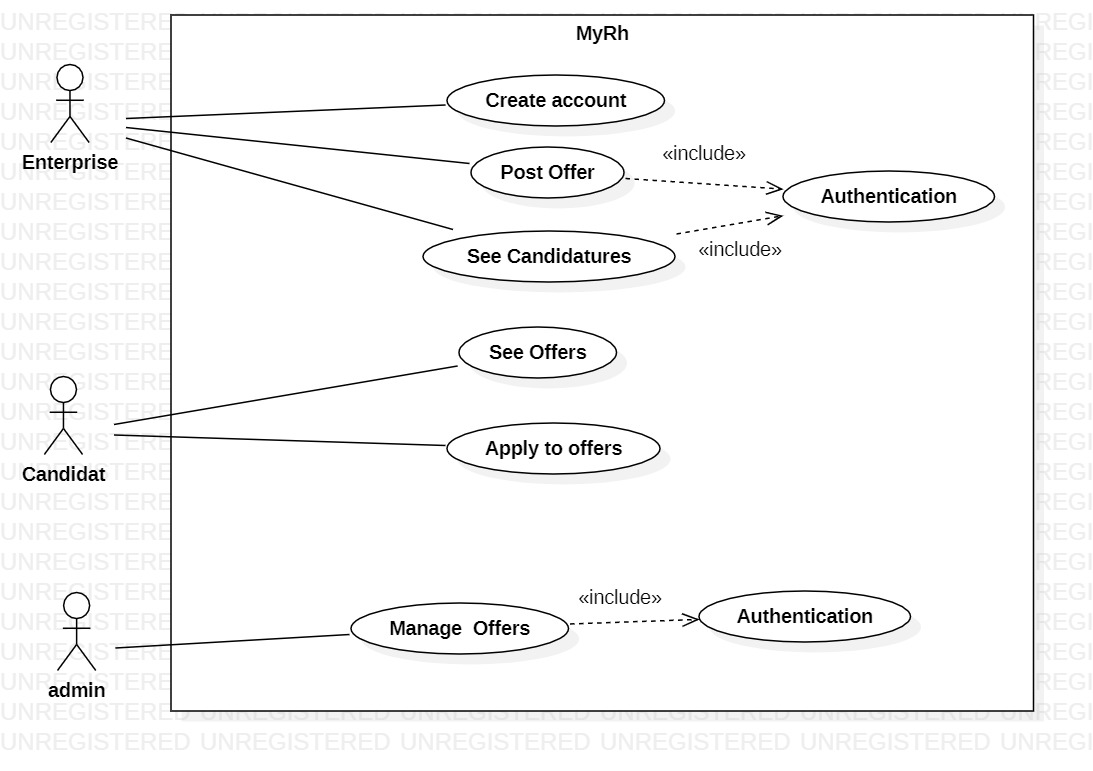 MyRh
Create account
Enterprise
«include»
Post Offer
Authentication
See Candidatures
«include»
See Offers
Candidat
Apply to offers
«include»
Manage  Offers
Authentication
admin
UNREGISTERED UNREGISTERED UNREGISTERED UNREGISTERED UNREGISTERED UNREGI